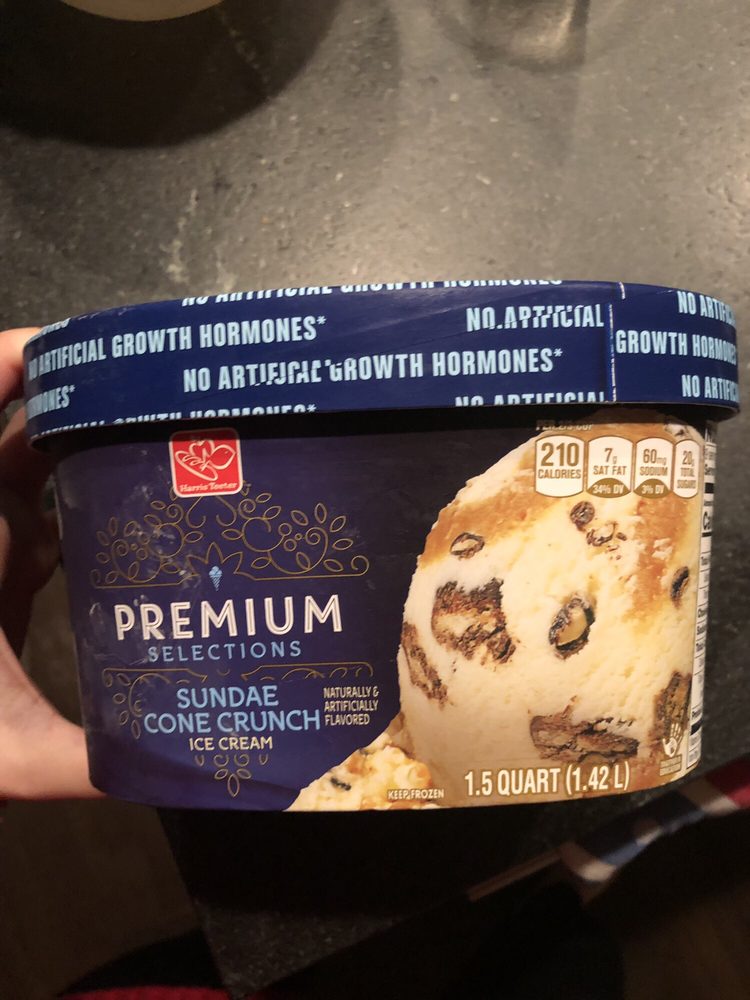 NO ARTIFICIAL GROWTH HORMONES*
NO ARTIFICIAL
ARTIFICIAL GROWTH HORMONES*
NO ARTIFICIAL
GROWTH HORMONES*
NO ARTIFICIAL GROWTH HORMONES*
NO ARTIFICIAL
Harris Teeter
PREMIUM
SELECTIONS
SUNDAE
CONE CRUNCH
ICE CREAM
NATURALLY &
ARTIFICIALLY
FLAVORED
210
CALORIES
7g
SAT FAT
34% DV
60mg
SODIUM
3% DV
20g
TOTAL
SUGARS
KEEP FROZEN
1.5 QUART (1.42 L)